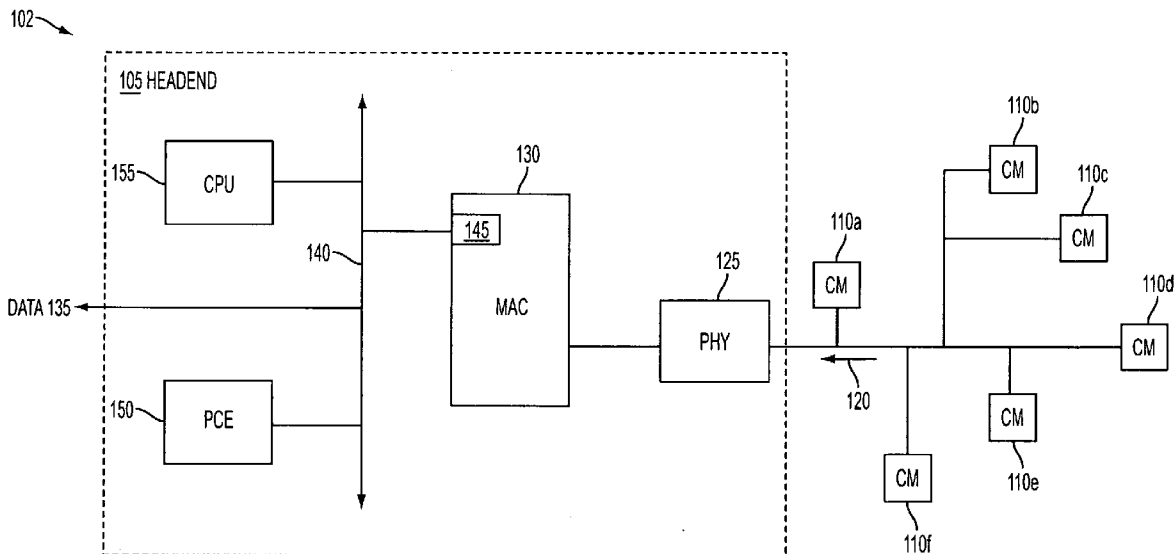 102
105 HEADEND
155
CPU
140
130
145
MAC
DATA 135
150
PCE
125
PHY
110a
CM
120
110b
CM
110c
CM
110d
CM
CM
110e
CM
110f